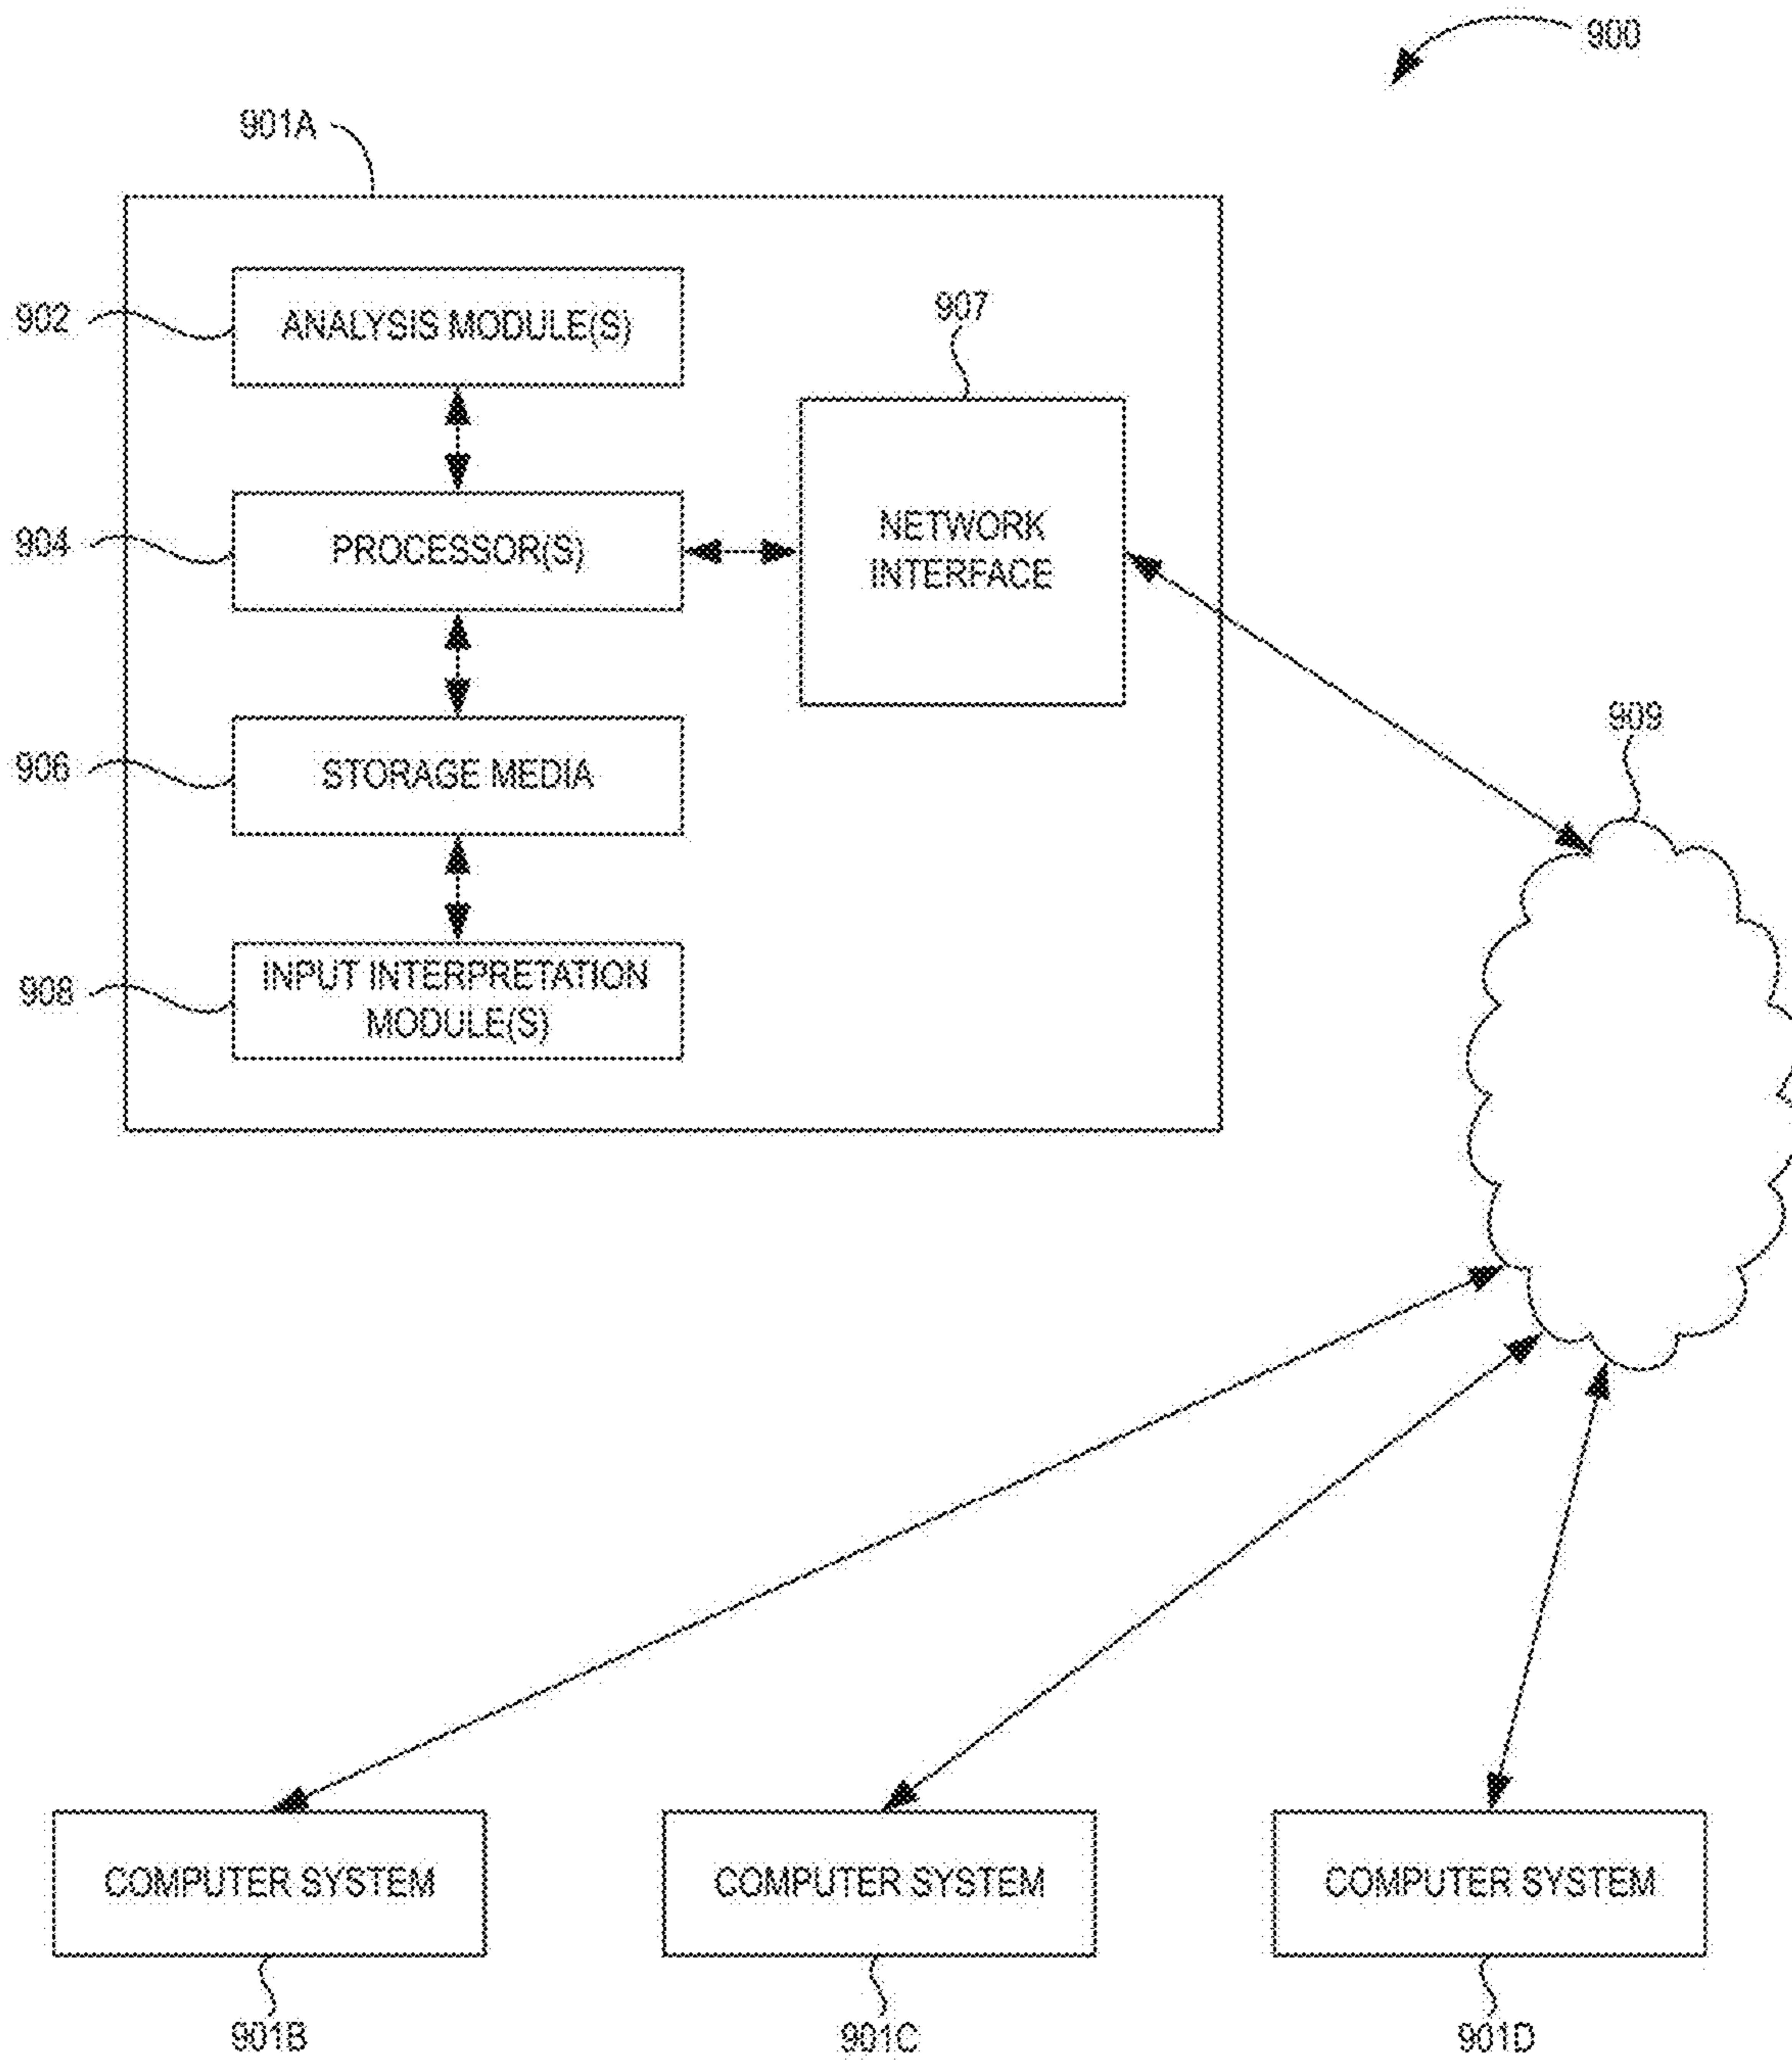 900
901A
902
ANALYSIS MODULE(S)
907
904
PROCESSOR(S)
NETWORK
INTERFACE
906
STORAGE MEDIA
909
908
INPUT INTERPRETATION
MODULE(S)
COMPUTER SYSTEM
COMPUTER SYSTEM
COMPUTER SYSTEM
901B
901C
901D